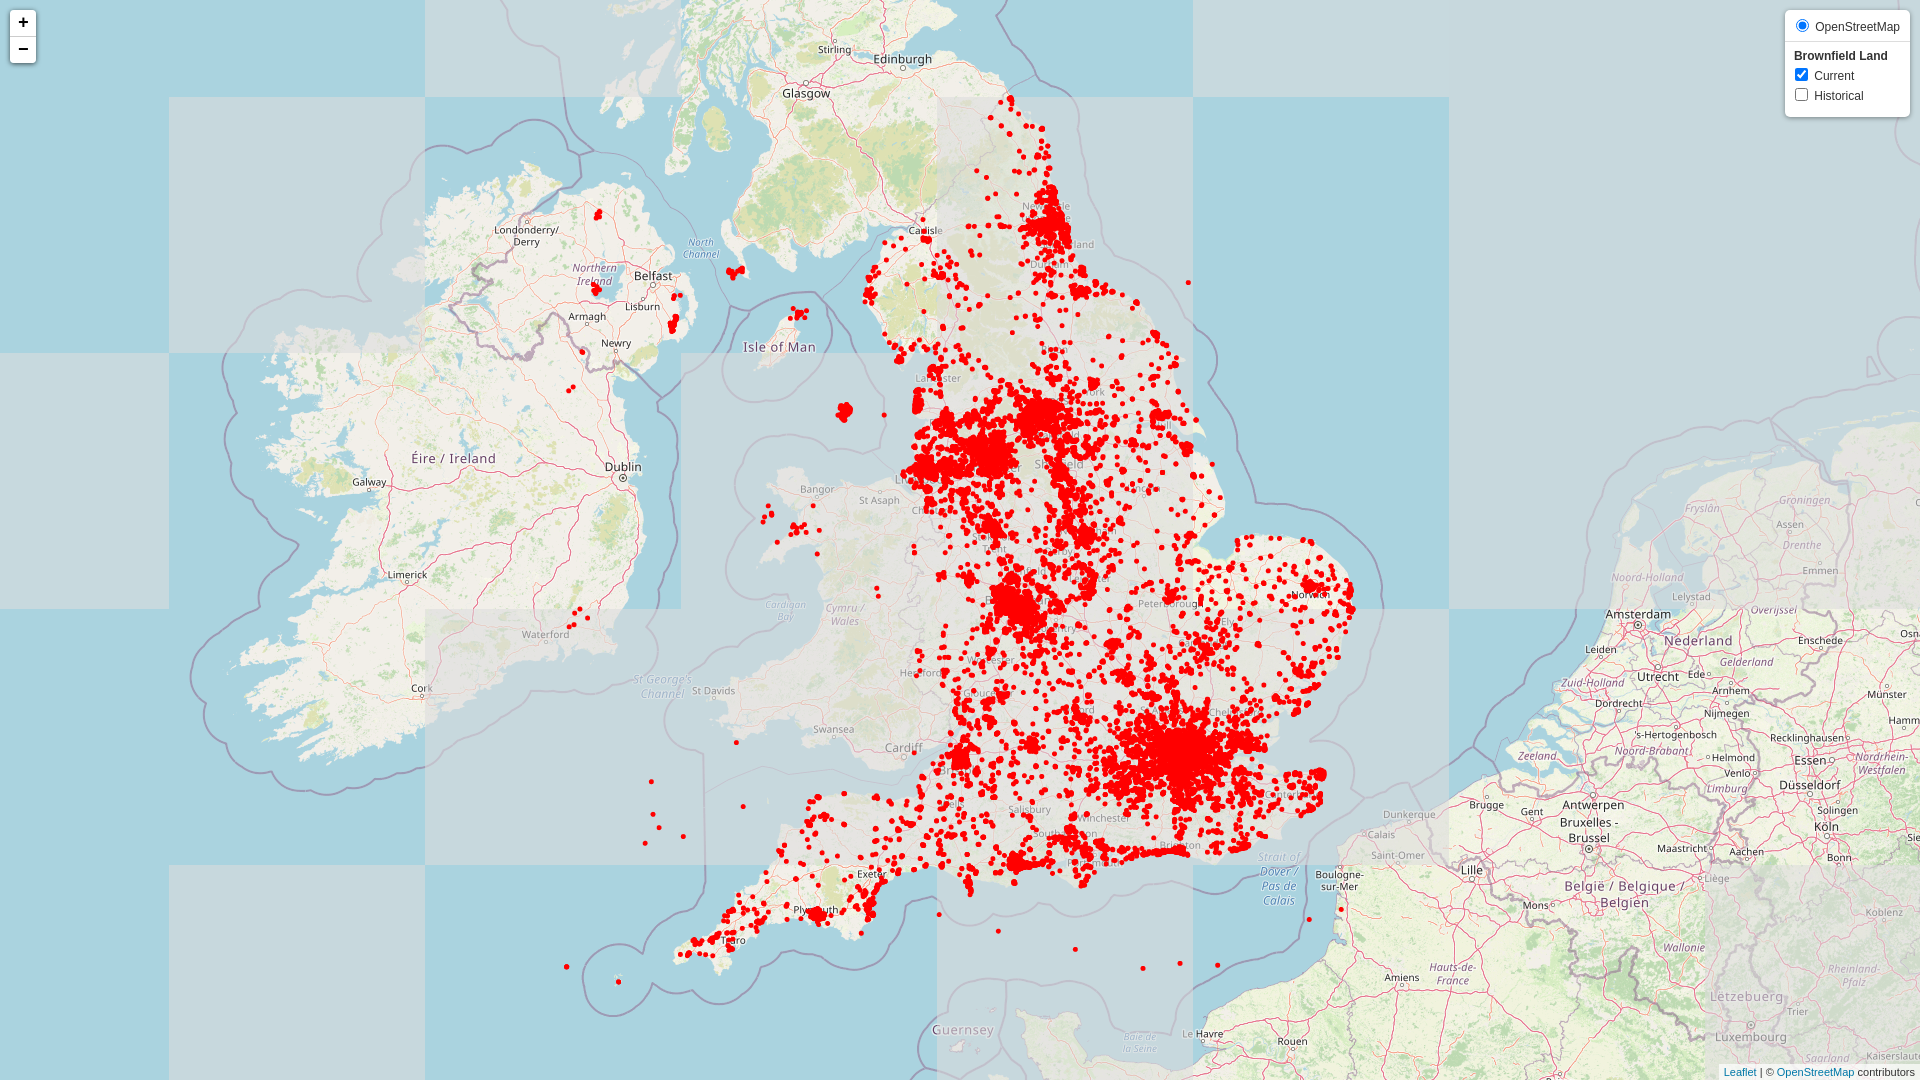 +
−
OpenStreetMap
Brownfield Land
Current
Historical
Stirling
Edinburgh
Glasgow
Londonderry/
Derry
North
Channel
Northern
Ireland
Belfast
Lisburn
Armagh
Newry
Carlisle
Isle of Man
Éire / Ireland
Dublin
Galway
Limerick
Waterford
Cork
St George's
Channel
Bangor
St Asaph
Cardigan
Bay
Cymru /
Wales
St Davids
Swansea
Cardiff
Worcester
Peterborough
Norwich
Ely
Salisbury
Winchester
Southampton
Brighton
Exeter
Plymouth
Truro
Guernsey
Strait of
Dover /
Pas de
Calais
Dunkerque
Calais
Saint-Omer
Boulogne-
sur-Mer
Lille
Mons
Amiens
Hauts-de-
France
Le Havre
Rouen
Baie de
la Seine
Brugge
Gent
Antwerpen
Bruxelles -
Brussel
België / Belgique /
Belgien
Liège
Wallonie
Maastricht
Aachen
Köln
Bonn
Koblenz
Rheinland-
Pfalz
Lëtzebuerg
Trier
Luxembourg
Saarland
Kaiserslaute
Amsterdam
Nederland
Leiden
Utrecht
Ede
Gelderland
Arnhem
Zuid-Holland
Dordrecht
Nijmegen
's-Hertogenbosch
Noord-Brabant
Zeeland
Helmond
Venlo
Limburg
Recklinghausen
Essen
Düsseldorf
Solingen
Nordrhein-
Westfalen
Münster
Hamm
Enschede
Overijssel
Lelystad
Noord-Holland
Emmen
Drenthe
Assen
Groningen
Fryslân
Leaflet | © OpenStreetMap contributors